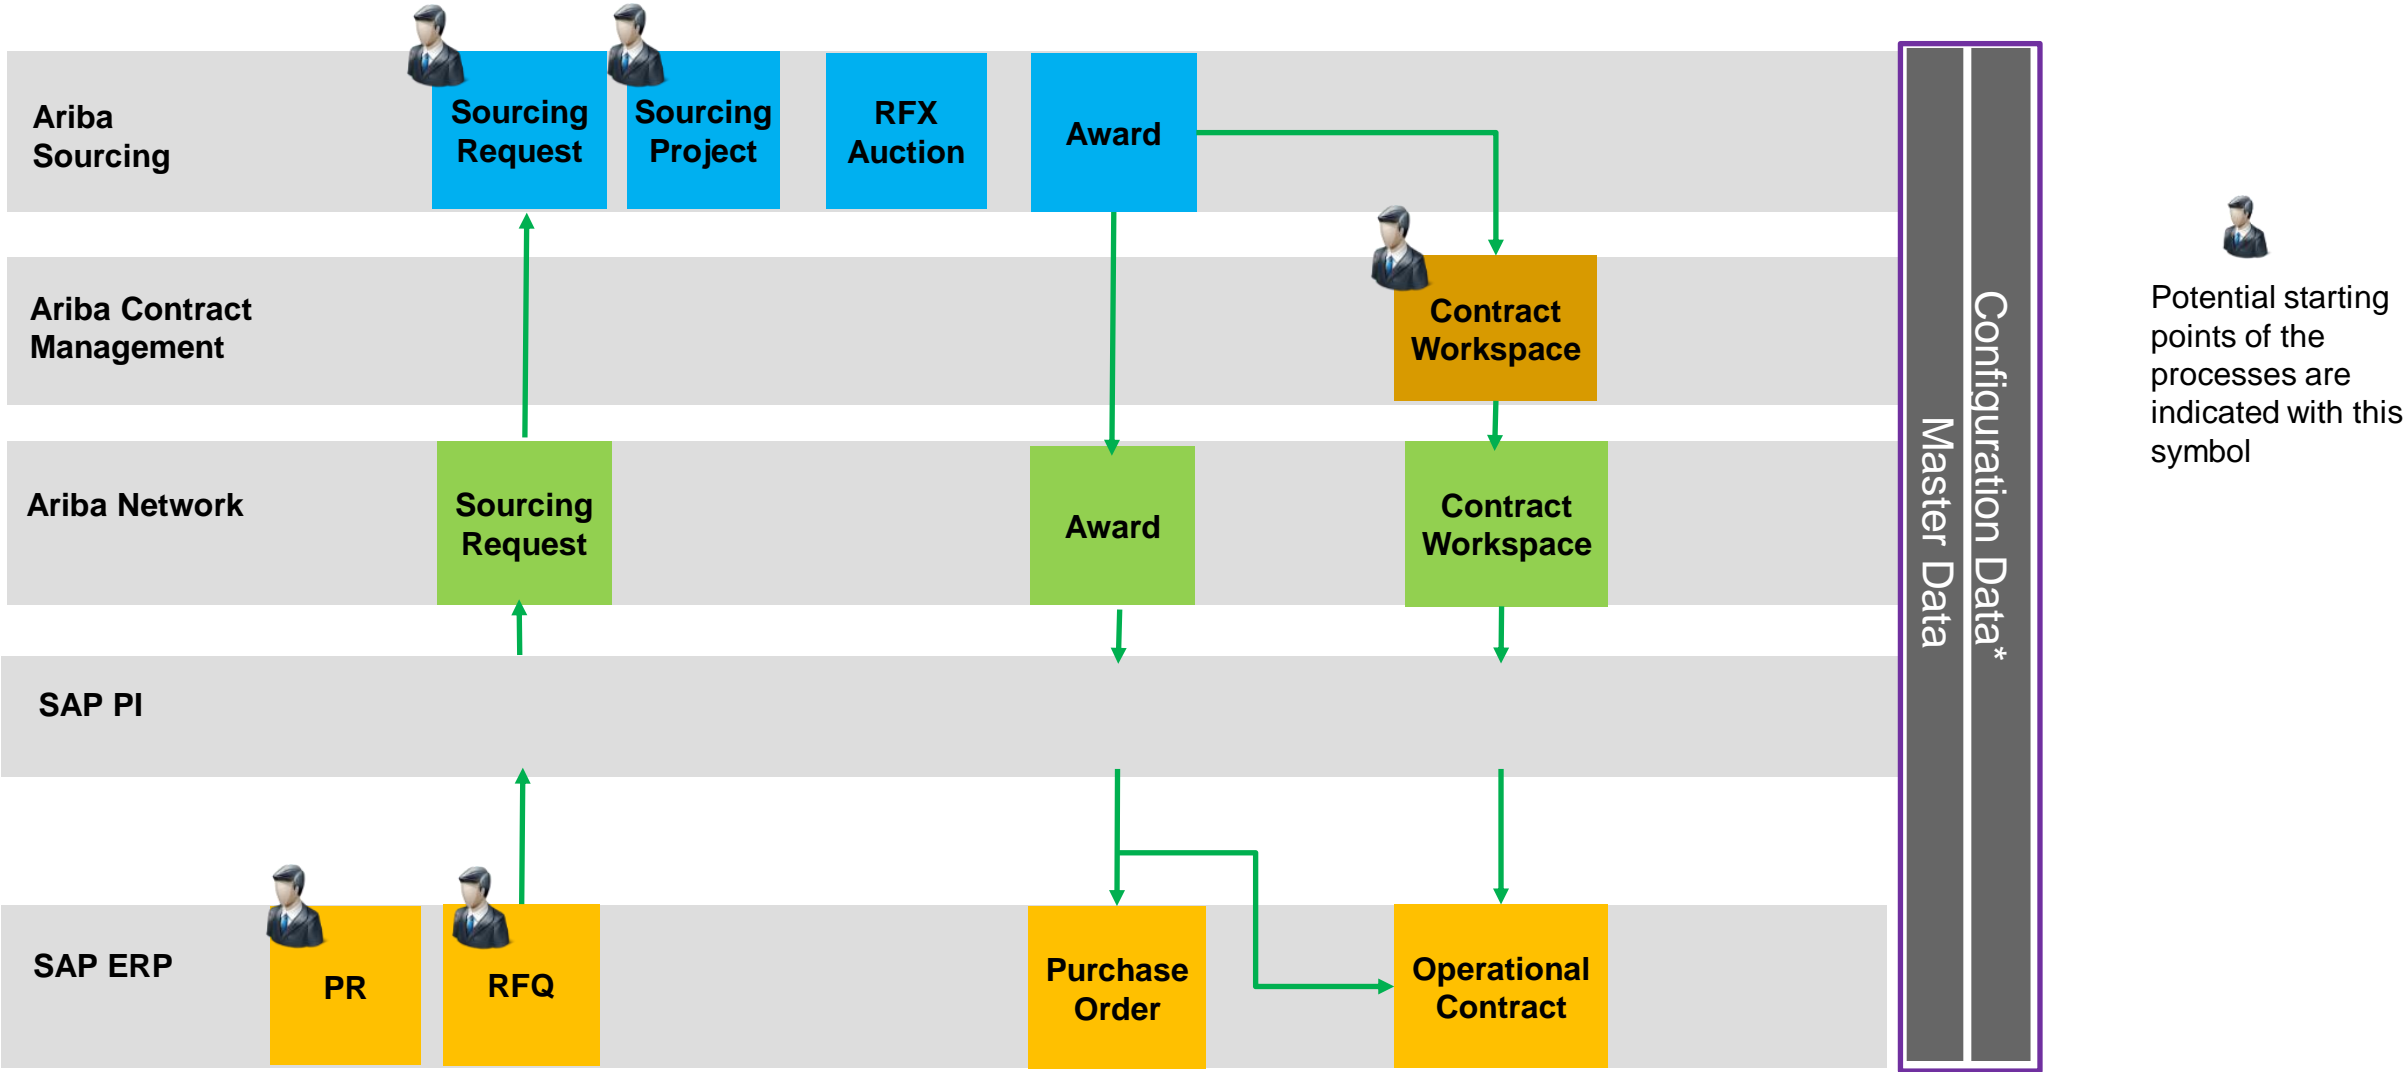 Ariba
Sourcing
Sourcing
Request
Sourcing
Project
RFX
Auction
Award
Ariba Contract
Management
Contract
Workspace
Ariba Network
Sourcing
Request
Award
Contract
Workspace
SAP PI
SAP ERP
PR
RFQ
Purchase
Order
Operational
Contract
Master Data
Configuration Data*
Potential starting
points of the
processes are
indicated with this
symbol